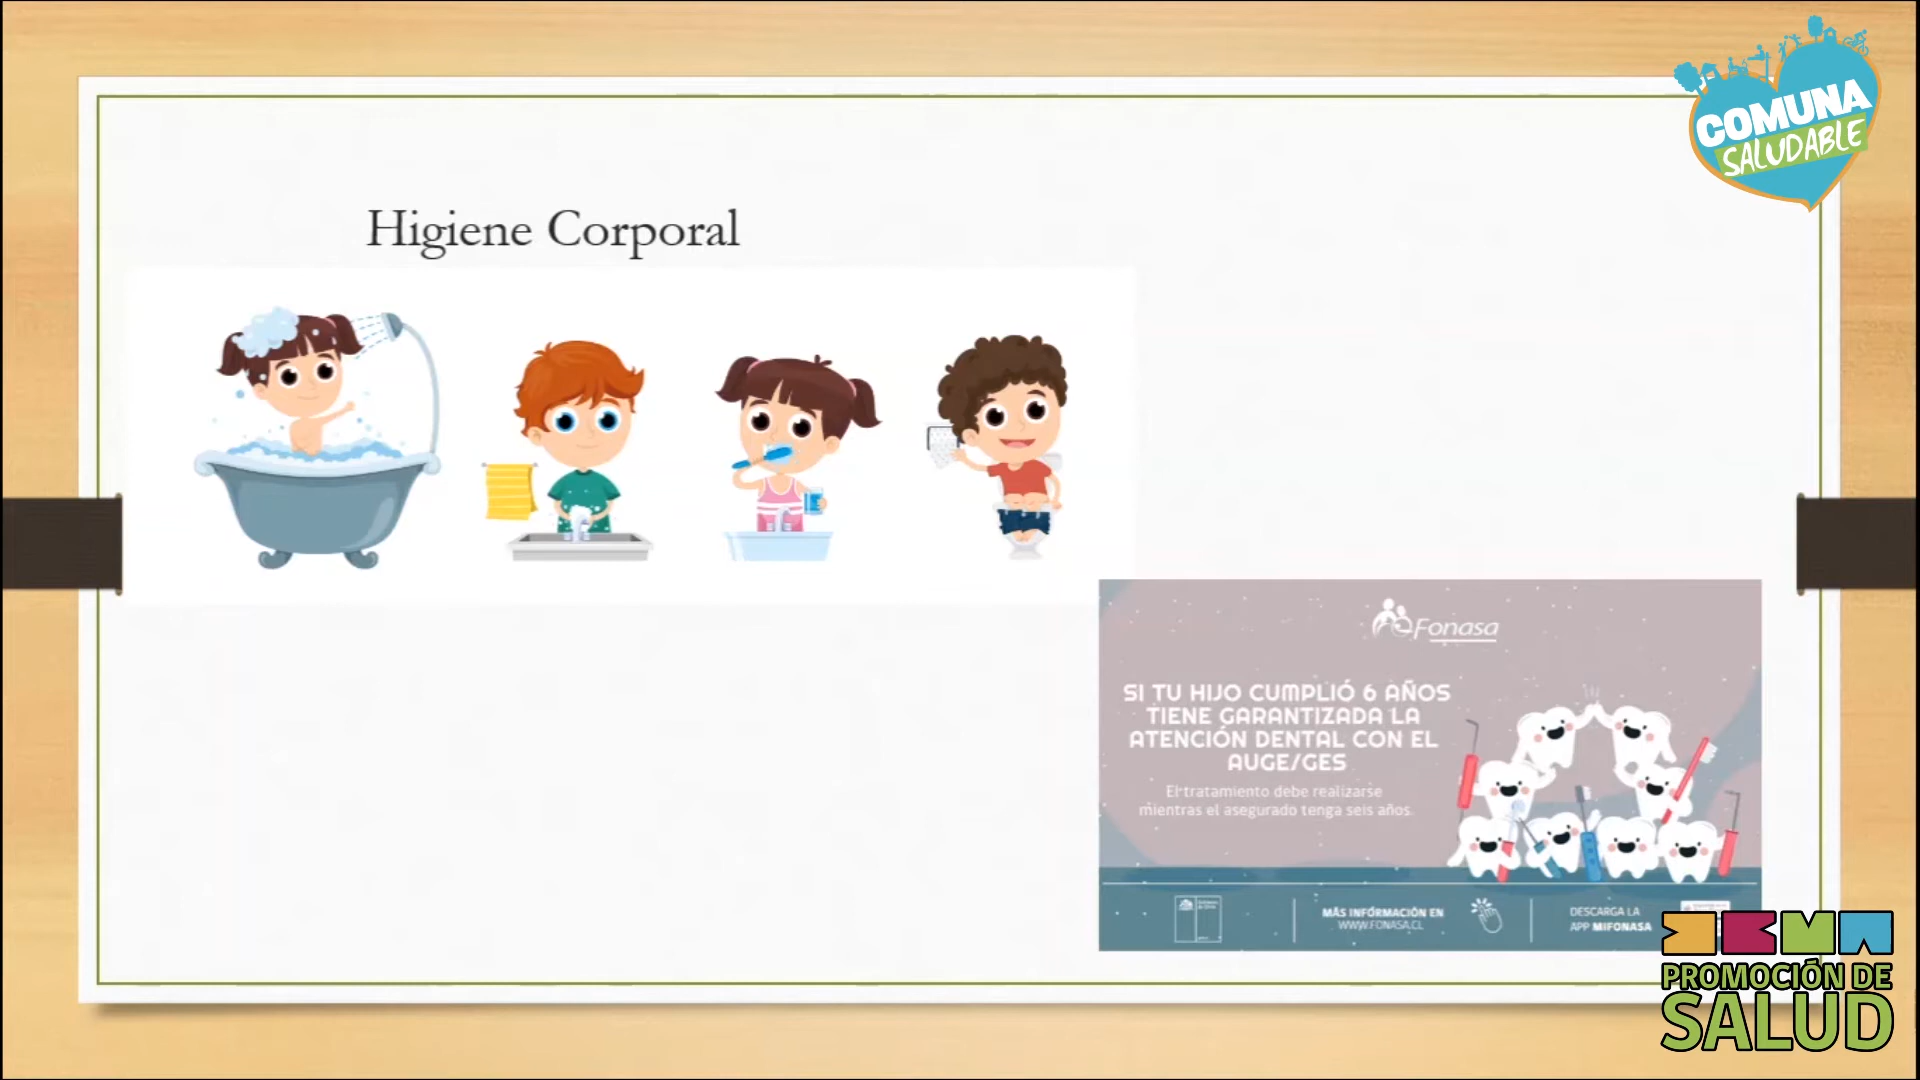 COMUNA
SALUDABLE
Higiene Corporal
Fonasa
SI TU HIJO CUMPLIÓ 6 AÑOS
TIENE GARANTIZADA LA
ATENCIÓN DENTAL CON EL
AUGE/GES
El tratamiento debe realizarse
mientras el asegurado tenga seis años.
MÁS INFORMACIÓN EN
WWW.FONASA.CL
DESCARGA LA
APP MIFONASA
PROMOCIÓN DE
SALUD